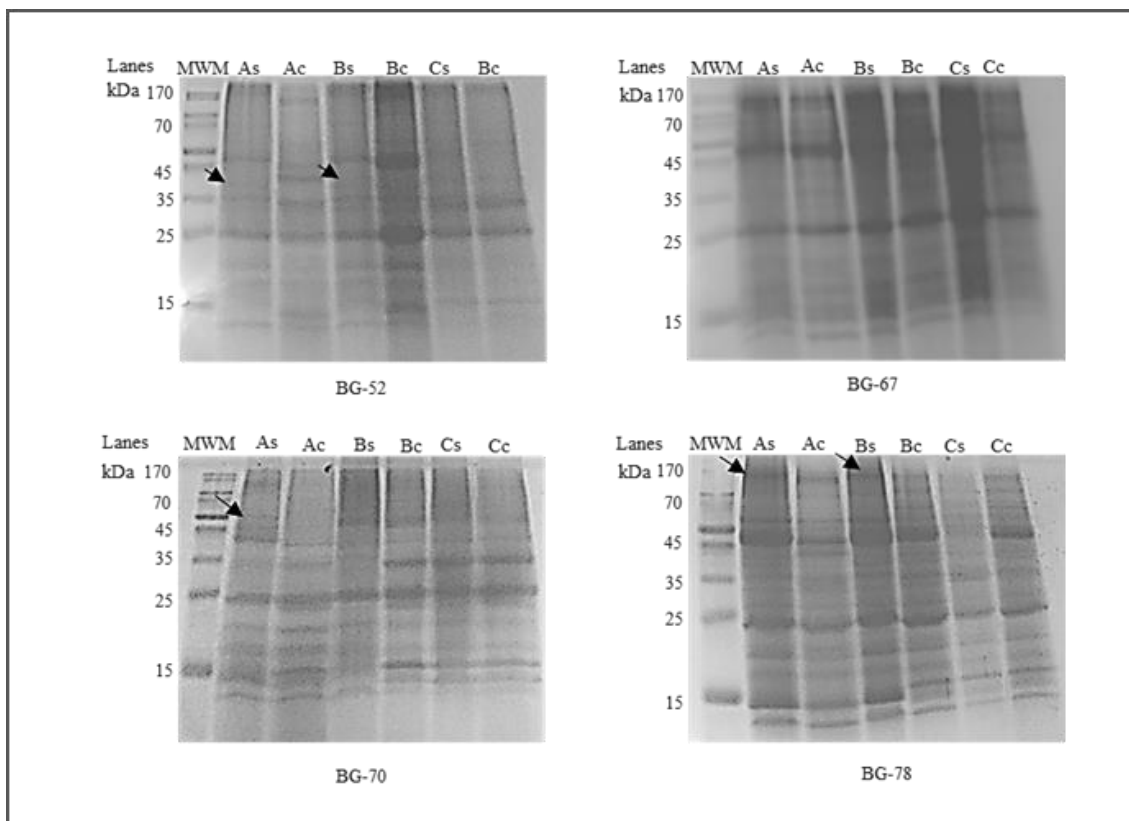 Lanes MWM As Ac Bs Bc Cs Bc
kDa 170
70
45
35
25
15
BG-52
Lanes MWM As Ac Bs Bc Cs Cc
kDa 170
70
45
35
25
15
BG-67
Lanes MWM As Ac Bs Bc Cs Cc
kDa 170
70
45
35
25
15
BG-70
Lanes MWM As Ac Bs Bc Cs Cc
kDa 170
70
45
35
25
15
BG-78